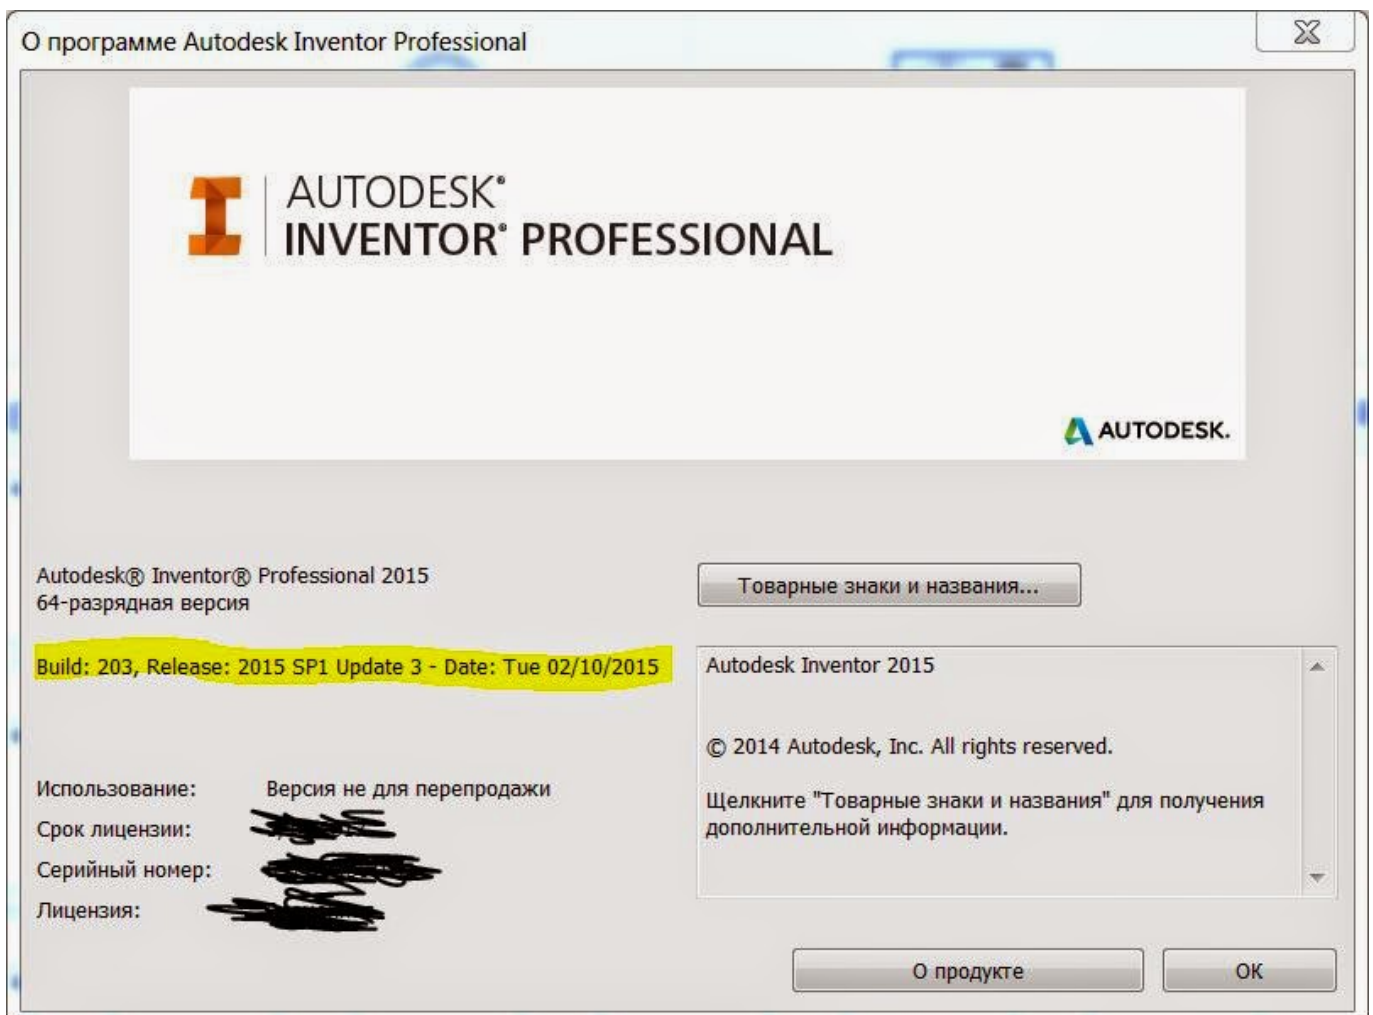 О программе Autodesk Inventor Professional
AUTODESK®
INVENTOR® PROFESSIONAL
AUTODESK.
Autodesk® Inventor® Professional 2015
64-разрядная версия
Товарные знаки и названия...
Build: 203, Release: 2015 SP1 Update 3 - Date: Tue 02/10/2015
Autodesk Inventor 2015
© 2014 Autodesk, Inc. All rights reserved.
Щелкните "Товарные знаки и названия" для получения
дополнительной информации.
Использование: Версия не для перепродажи
Срок лицензии:
Серийный номер:
Лицензия:
О продукте
ОК